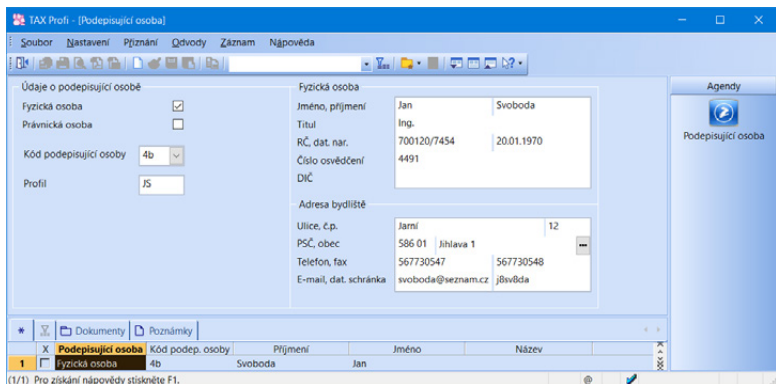 TAX Profi - [Podepisující osoba]
Soubor Nastavení Přiznání Odvody Záznam Nápověda
Údaje o podepisující osobě
Fyzická osoba
Právnická osoba
Kód podepisující osoby 4b
Profil JS
Fyzická osoba
Jméno, příjmení Jan Svoboda
Titul Ing.
RČ, dat. nar. 700120/7454 20.01.1970
Číslo osvědčení 4491
DIČ
Adresa bydliště
Ulice, č.p. Jarní 12
PSČ, obec 586 01 Jihlava 1
Telefon, fax 567730547 567730548
E-mail, dat. schránka svoboda@seznam.cz j8sv8da
Agendy
Podepisující osoba
Dokumenty Poznámky
X Podepisující osoba Kód podep. osoby Příjmení Jméno Název
1 Fyzická osoba 4b Svoboda Jan
(1/1) Pro získání nápovědy stiskněte F1. @